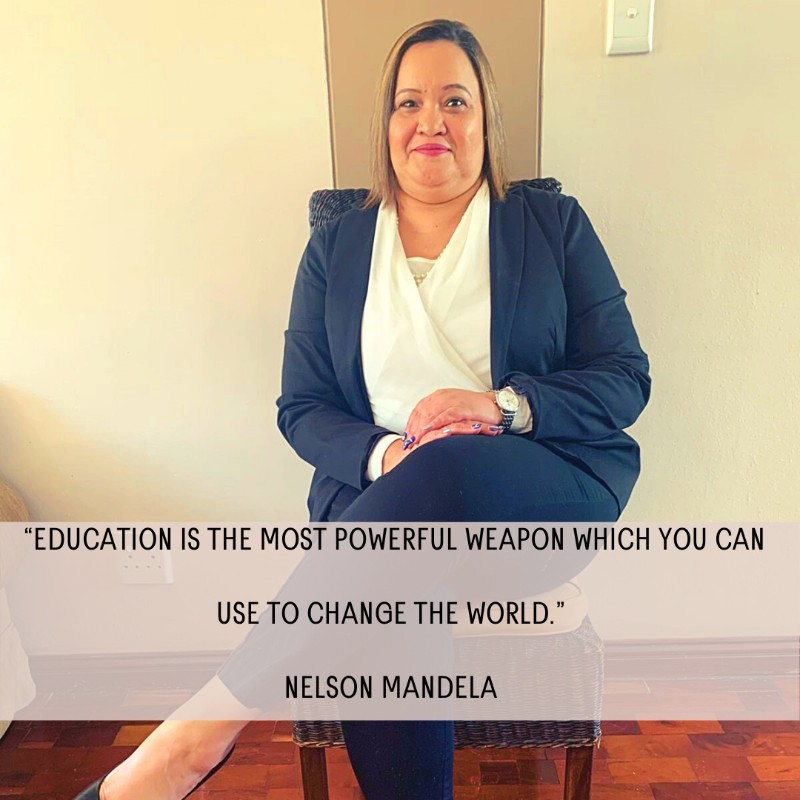 “EDUCATION IS THE MOST POWERFUL WEAPON WHICH YOU CAN
USE TO CHANGE THE WORLD.”
NELSON MANDELA